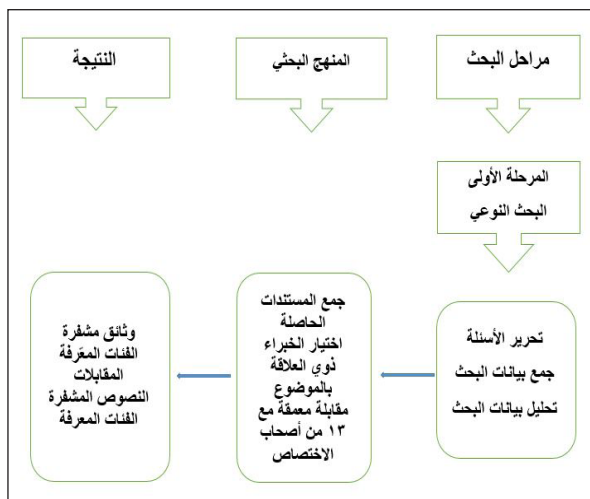 مراحل البحث
المنهج البحثي
النتيجة
المرحلة الأولى
البحث النوعي
تحرير الأسئلة
جمع بيانات البحث
تحليل بيانات البحث
جمع المستندات
الحاصلة
اختيار الخبراء
ذوي العلاقة
بالموضوع
مقابلة معمقة مع
١٣ من أصحاب
الاختصاص
وثائق مشفرة
الفئات المعَرفة
المقابلات
النصوص المشفرة
الفئات المعرفة